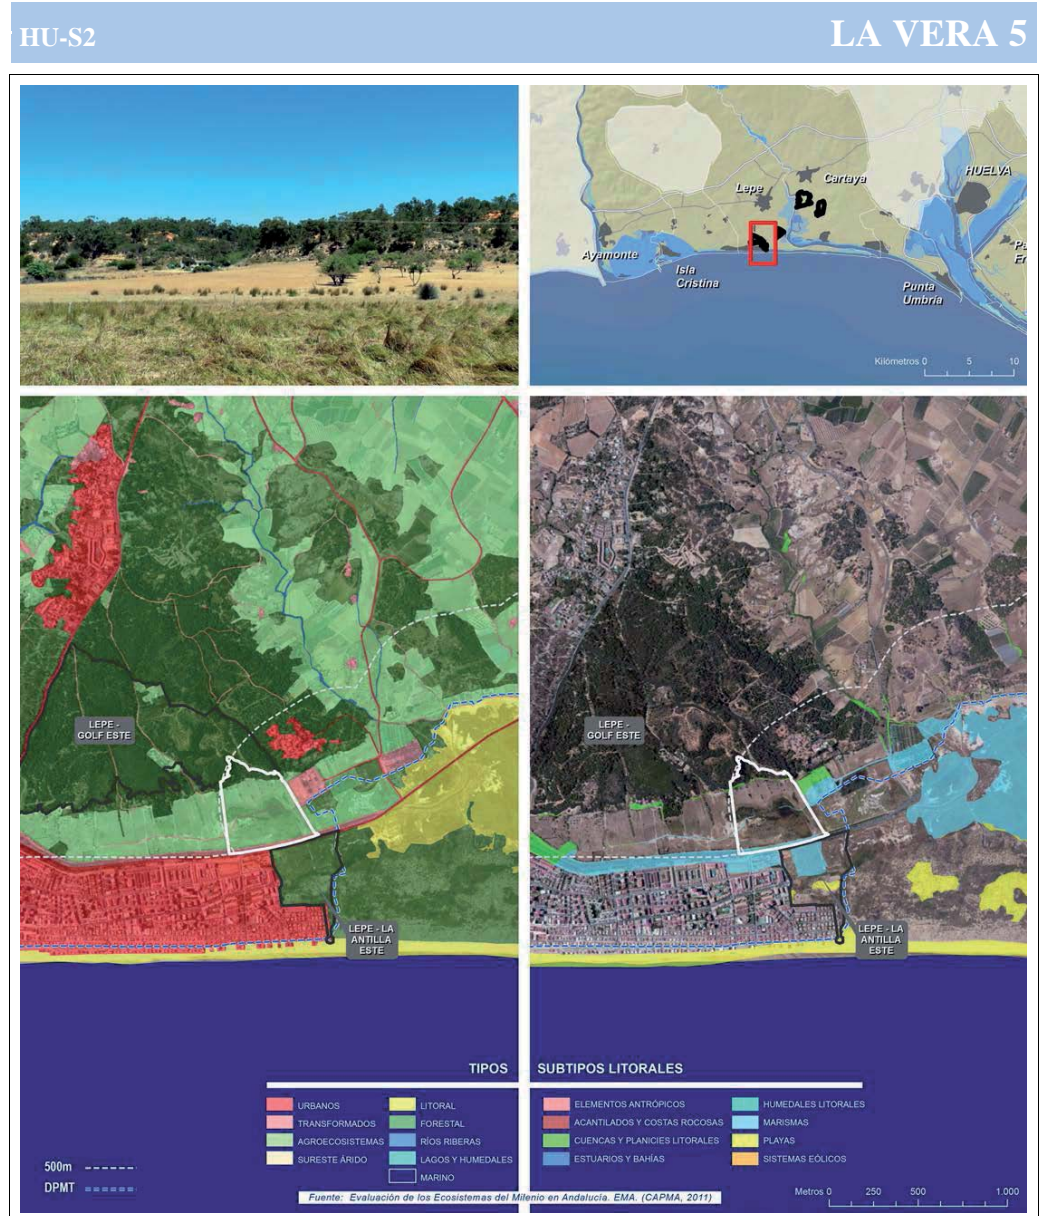 HU-S2
LA VERA 5
HUELVA
Cartaya
Lepe
Ayamonte
Isla
Cristina
Punta
Umbría
Pa
Fr
Kilómetros 0 5 10
LEPE -
GOLF ESTE
LEPE -
GOLF ESTE
LEPE - LA
ANTILLA
ESTE
LEPE - LA
ANTILLA
ESTE
TIPOS
URBANOS
TRANSFORMADOS
AGROECOSISTEMAS
SURESTE ÁRIDO
LITORAL
FORESTAL
RÍOS RIBERAS
LAGOS Y HUMEDALES
MARINO
500m
DPMT
SUBTIPOS LITORALES
ELEMENTOS ANTRÓPICOS
ACANTILADOS Y COSTAS ROCOSAS
CUENCAS Y PLANICIES LITORALES
ESTUARIOS Y BAHÍAS
HUMEDALES LITORALES
MARISMAS
PLAYAS
SISTEMAS EÓLICOS
Fuente: Evaluación de los Ecosistemas del Milenio en Andalucía. EMA. (CAPMA, 2011)
Metros 0 250 500 1.000